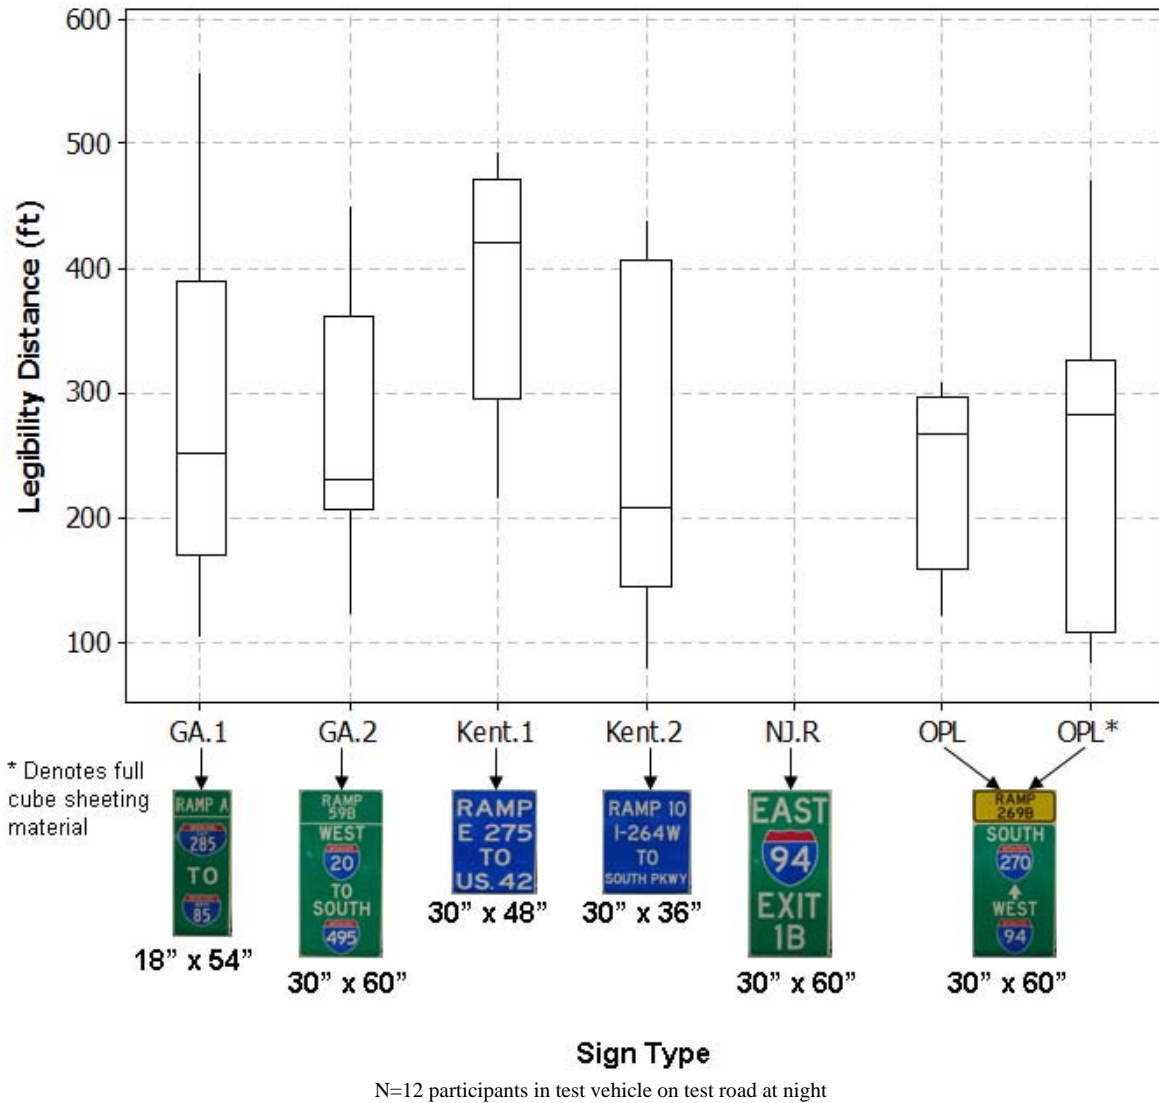 600
500
400
300
200
100
Legibility Distance (ft)
GA.1 GA.2 Kent.1 Kent.2 NJ.R OPL OPL*
* Denotes full
cube sheeting
material
RAMP A
285
TO
85
18” x 54”
RAMP
59B
WEST
20
TO
SOUTH
495
30” x 60”
RAMP
E 275
TO
US. 42
30” x 48”
RAMP 10
I-264W
TO
SOUTH PKWY
30” x 36”
EAST
94
EXIT
1B
30” x 60”
RAMP
269B
SOUTH
270
WEST
94
30” x 60”
Sign Type
N=12 participants in test vehicle on test road at night